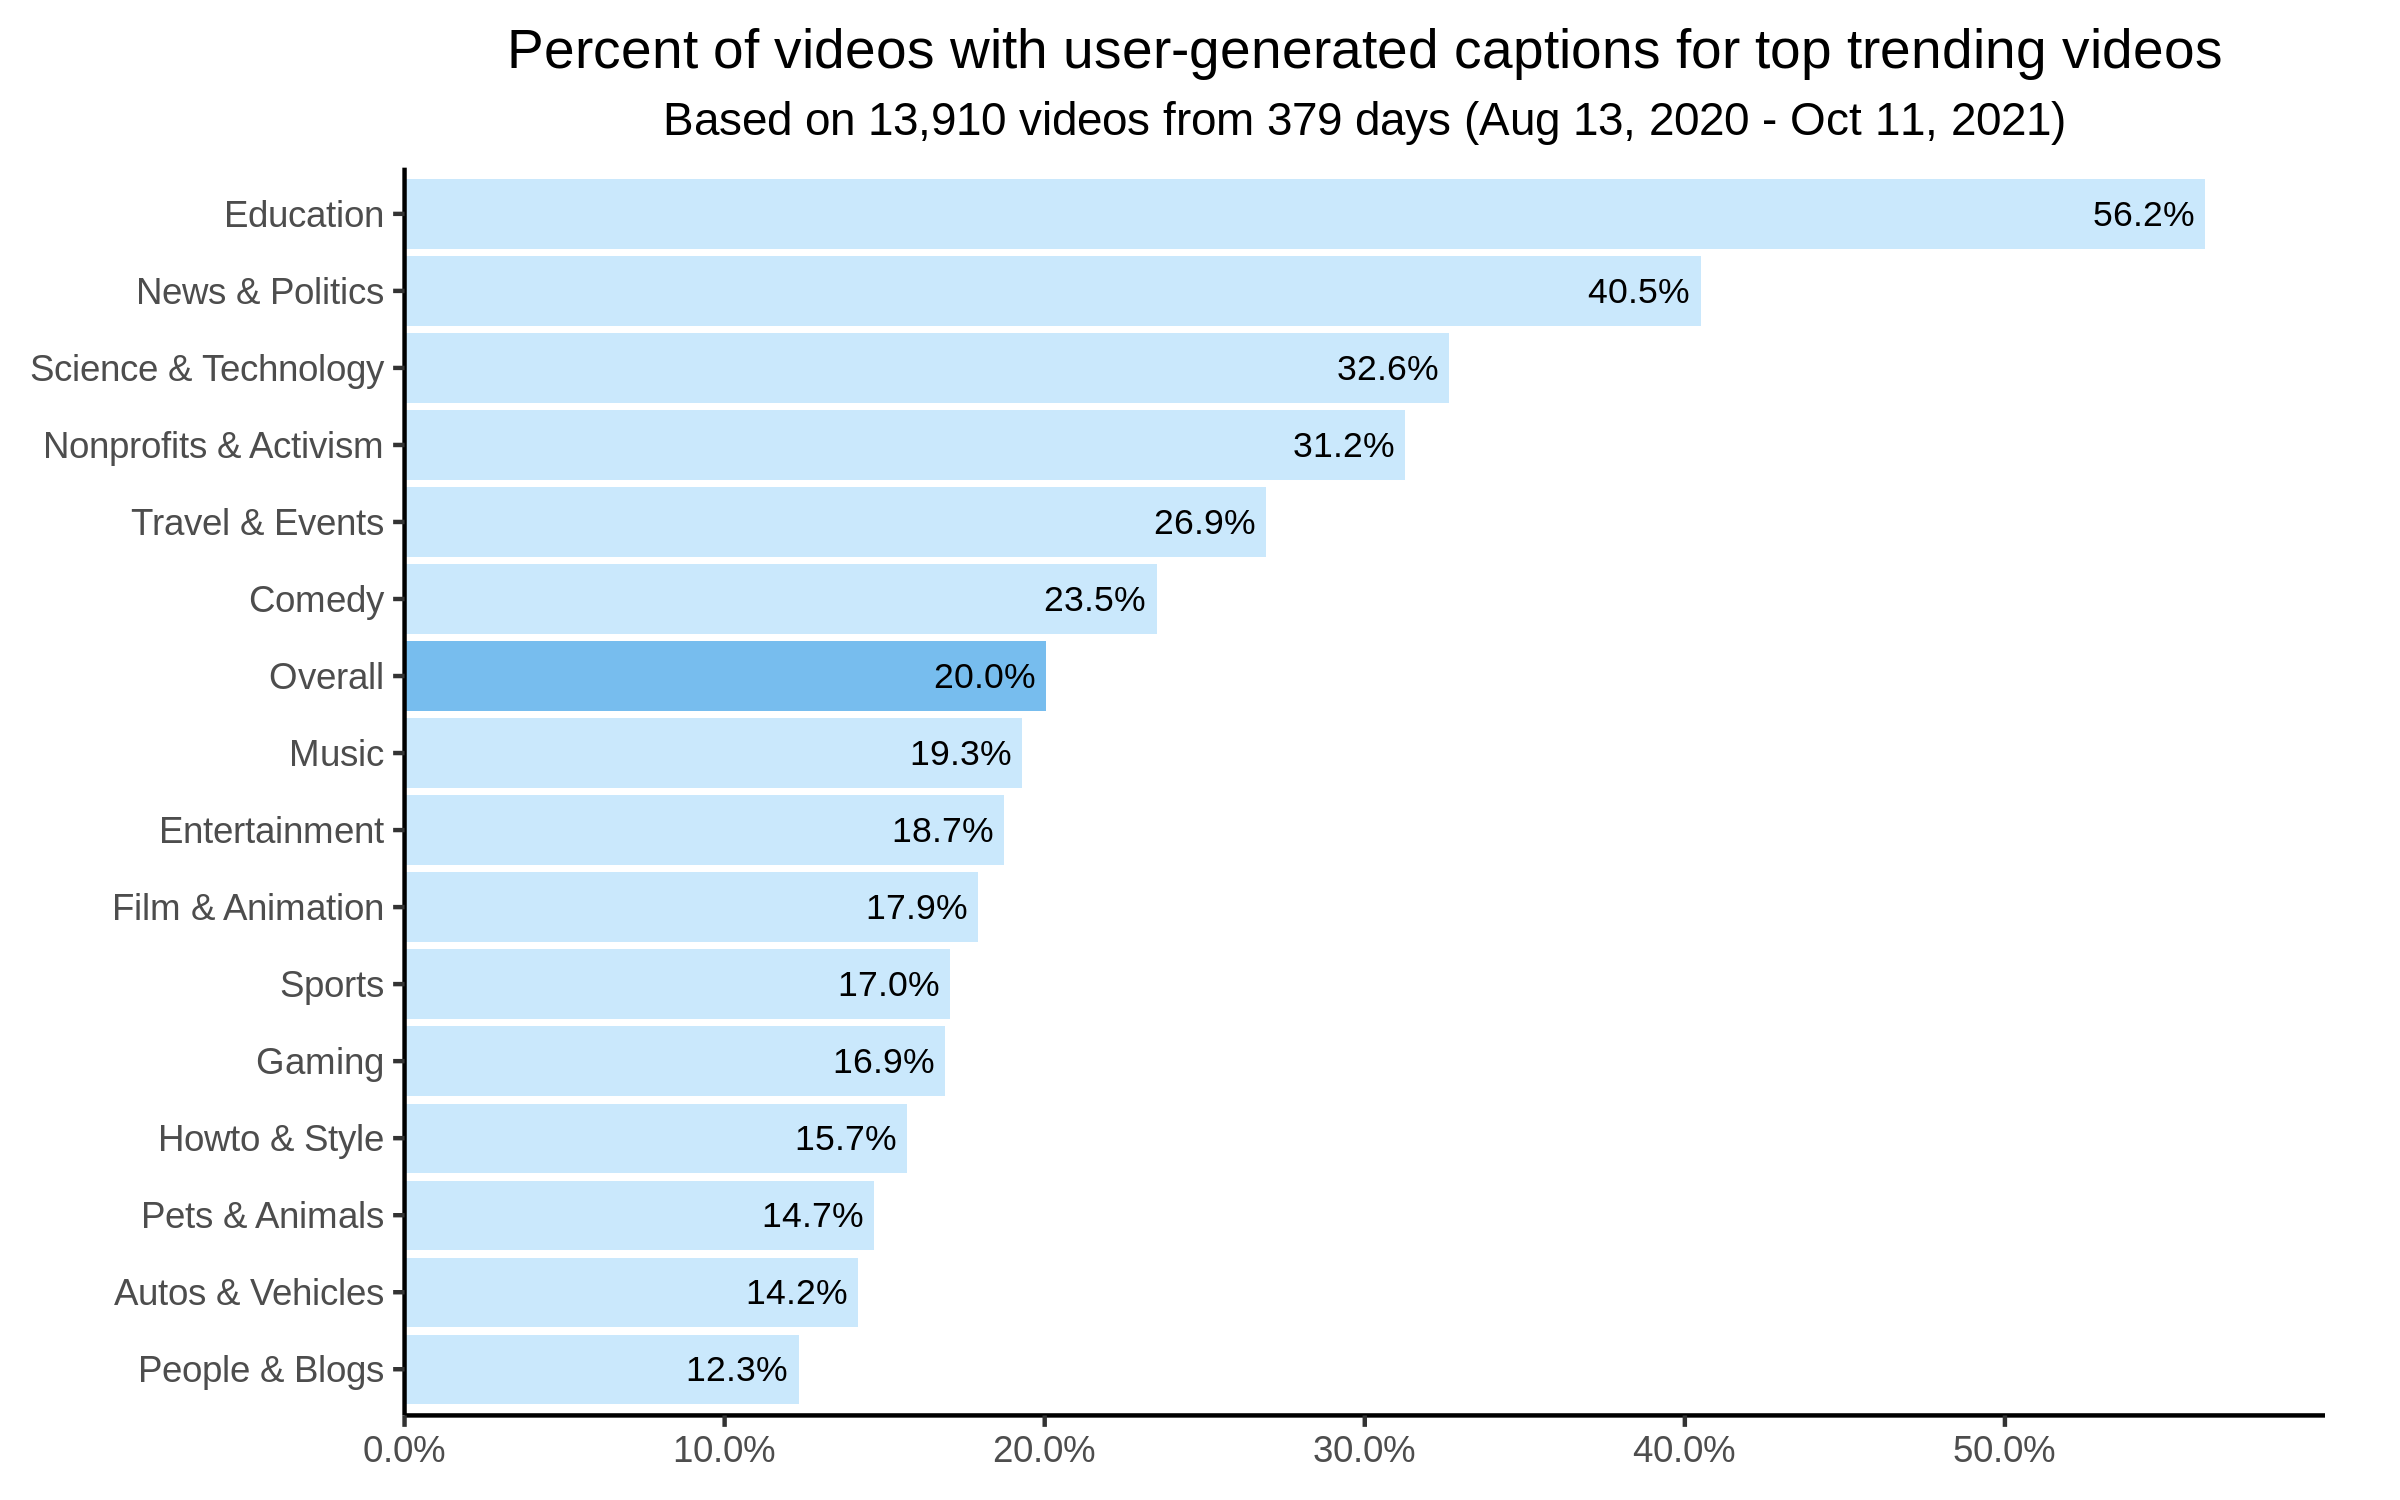 Percent of videos with user-generated captions for top trending videos
Based on 13,910 videos from 379 days (Aug 13, 2020 - Oct 11, 2021)
Education 56.2%
News & Politics 40.5%
Science & Technology 32.6%
Nonprofits & Activism 31.2%
Travel & Events 26.9%
Comedy 23.5%
Overall 20.0%
Music 19.3%
Entertainment 18.7%
Film & Animation 17.9%
Sports 17.0%
Gaming 16.9%
Howto & Style 15.7%
Pets & Animals 14.7%
Autos & Vehicles 14.2%
People & Blogs 12.3%
0.0% 10.0% 20.0% 30.0% 40.0% 50.0%